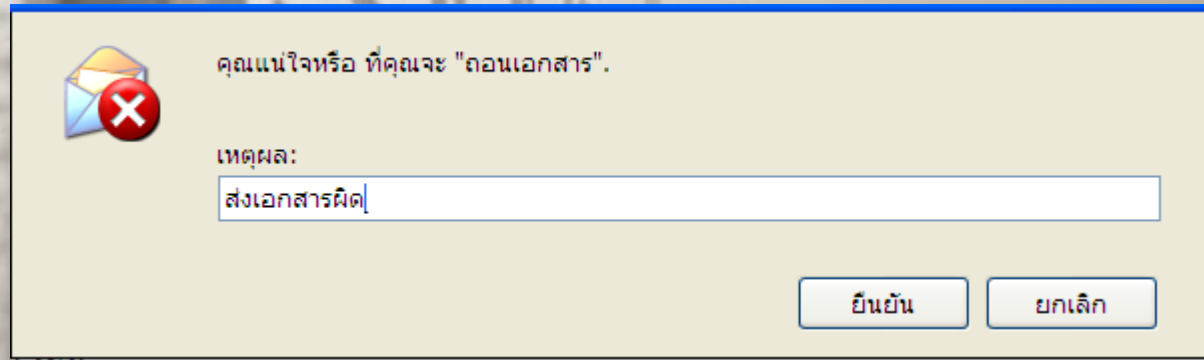 คุณแน่ใจหรือ ที่คุณจะ "ถอนเอกสาร".
เหตุผล:
ส่งเอกสารผิด
ยืนยัน ยกเลิก